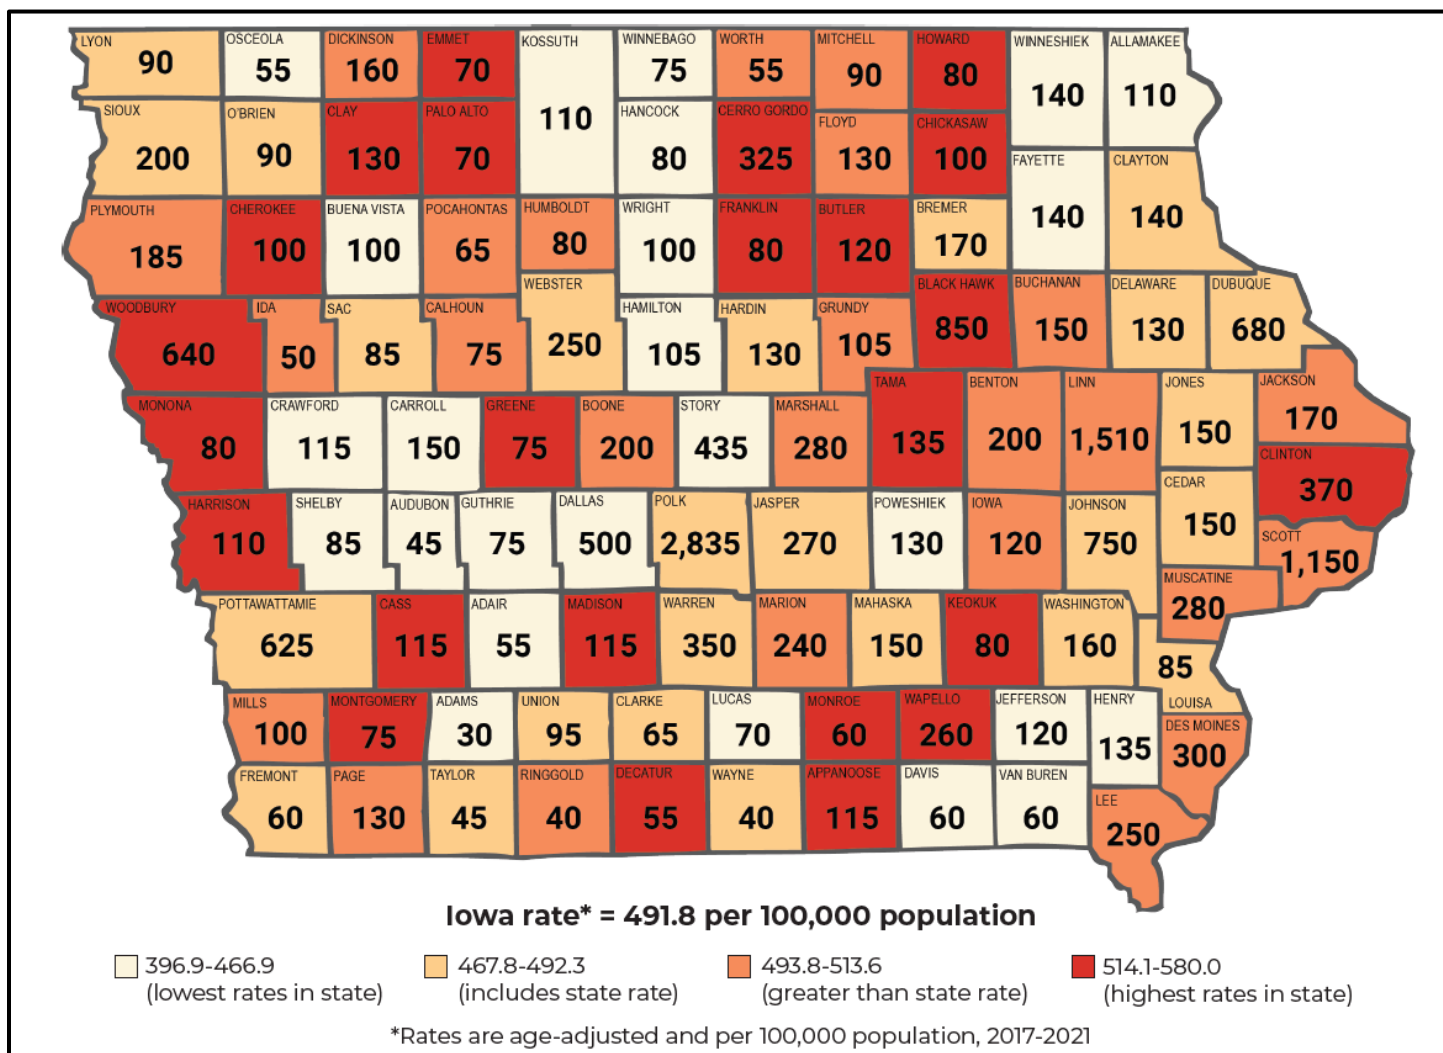 LYON
90
OSCEOLA
55
DICKINSON
160
EMMET
70
KOSSUTH
110
WINNEBAGO
75
WORTH
55
MITCHELL
90
HOWARD
80
WINNESHIEK
140
ALLAMAKEE
110
SIOUX
200
O'BRIEN
90
CLAY
130
PALO ALTO
70
HANCOCK
80
CERRO GORDO
325
FLOYD
130
CHICKASAW
100
FAYETTE
140
CLAYTON
140
PLYMOUTH
185
CHEROKEE
100
BUENA VISTA
100
POCAHONTAS
65
HUMBOLDT
80
WRIGHT
100
FRANKLIN
80
BUTLER
120
BREMER
170
WOODBURY
640
IDA
50
SAC
85
CALHOUN
75
WEBSTER
250
HAMILTON
105
HARDIN
130
GRUNDY
105
BLACK HAWK
850
BUCHANAN
150
DELAWARE
130
DUBUQUE
680
MONONA
80
CRAWFORD
115
CARROLL
150
GREENE
75
BOONE
200
STORY
435
MARSHALL
280
TAMA
135
BENTON
200
LINN
1,510
JONES
150
JACKSON
170
CLINTON
370
HARRISON
110
SHELBY
85
AUDUBON
45
GUTHRIE
75
DALLAS
500
POLK
2,835
JASPER
270
POWESHIEK
130
IOWA
120
JOHNSON
750
CEDAR
150
SCOTT
1,150
MUSCATINE
280
POTTAWATTAMIE
625
CASS
115
ADAIR
55
MADISON
115
WARREN
350
MARION
240
MAHASKA
150
KEOKUK
80
WASHINGTON
160
85
LOUISA
MILLS
100
MONTGOMERY
75
ADAMS
30
UNION
95
CLARKE
65
LUCAS
70
MONROE
60
WAPELLO
260
JEFFERSON
120
HENRY
135
DES MOINES
300
FREMONT
60
PAGE
130
TAYLOR
45
RINGGOLD
40
DECATUR
55
WAYNE
40
APPANOOSE
115
DAVIS
60
VAN BUREN
60
LEE
250
Iowa rate* = 491.8 per 100,000 population
396.9-466.9
(lowest rates in state)
467.8-492.3
(includes state rate)
493.8-513.6
(greater than state rate)
514.1-580.0
(highest rates in state)
*Rates are age-adjusted and per 100,000 population, 2017-2021